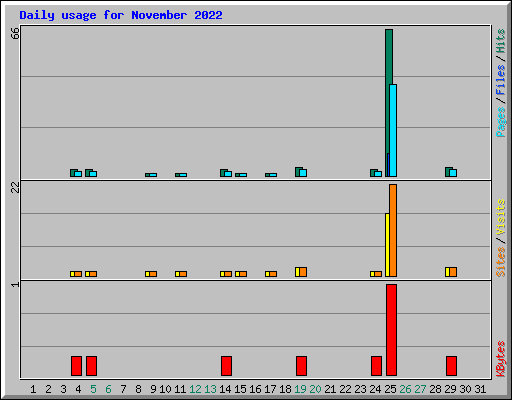 Daily usage for November 2022
66
22
1
Pages / Files / Hits
Sites / Visits
KBytes
1 2 3 4 5 6 7 8 9 10 11 12 13 14 15 16 17 18 19 20 21 22 23 24 25 26 27 28 29 30 31